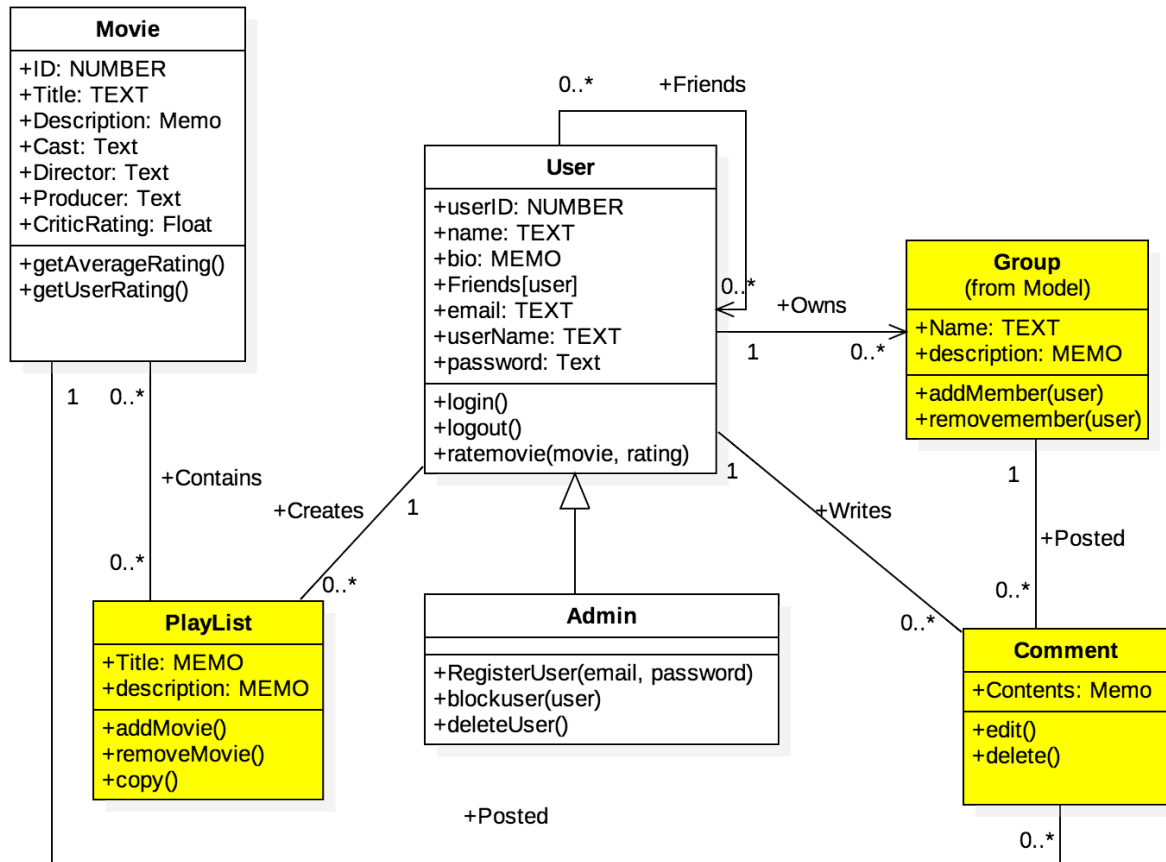 Movie
+ID: NUMBER
+Title: TEXT
+Description: Memo
+Cast: Text
+Director: Text
+Producer: Text
+CriticRating: Float
+getAverageRating()
+getUserRating()
0..*
+Friends
User
+userID: NUMBER
+name: TEXT
+bio: MEMO
+Friends[user]
+email: TEXT
+userName: TEXT
+password: Text
+login()
+logout()
+ratemovie(movie, rating)
0..*
+Owns
1
0..*
Group
(from Model)
+Name: TEXT
+description: MEMO
+addMember(user)
+removemember(user)
1
0..*
+Contains
0..*
+Creates
1
0..*
1
+Writes
0..*
1
+Posted
0..*
PlayList
+Title: MEMO
+description: MEMO
+addMovie()
+removeMovie()
+copy()
Admin
+RegisterUser(email, password)
+blockuser(user)
+deleteUser()
Comment
+Contents: Memo
+edit()
+delete()
+Posted
0..*